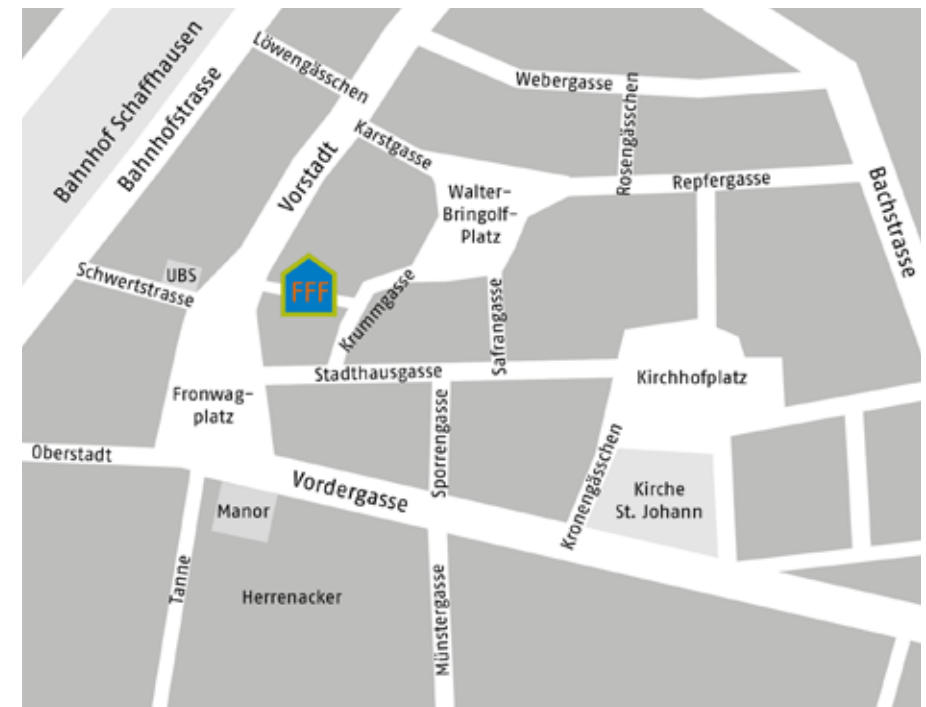 Bahnhof Schaffhausen
Bahnhofstrasse
Löwengässchen
Vorstadt
Karstgasse
Webergasse
Rosengässchen
Repfergasse
Bachstrasse
Walter-
Bringolf-
Platz
UBS
Schwertstrasse
FFF
Krummgasse
Safrangasse
Stadthausgasse
Kirchhofplatz
Fronwag-
platz
Sporrengasse
Oberstadt
Vordergasse
Kronengässchen
Kirche
St. Johann
Manor
Tanne
Herrenacker
Münstergasse